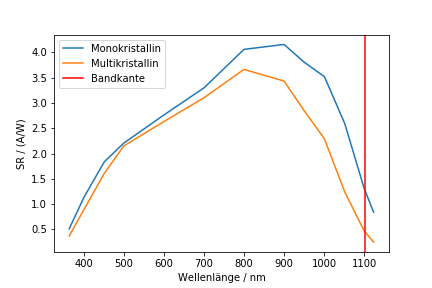 Monokristallin
Multikristallin
Bandkante
SR / (A/W)
4.0
3.5
3.0
2.5
2.0
1.5
1.0
0.5
400 500 600 700 800 900 1000 1100
Wellenlänge / nm